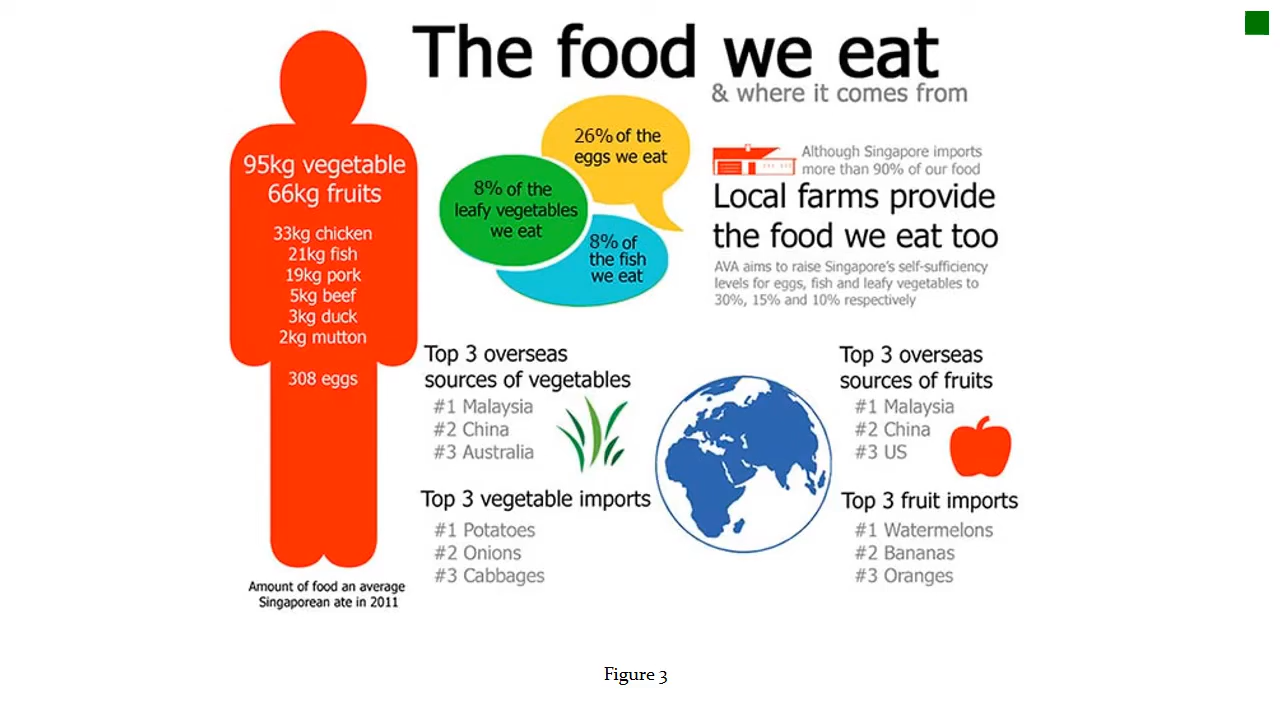 The food we eat
& where it comes from
95kg vegetable
66kg fruits
33kg chicken
21kg fish
19kg pork
5kg beef
3kg duck
2kg mutton
308 eggs
Amount of food an average
Singaporean ate in 2011
26% of the
eggs we eat
8% of the
leafy vegetables
we eat
8% of
the fish
we eat
Although Singapore imports
more than 90% of our food
Local farms provide
the food we eat too
AVA aims to raise Singapore's self-sufficiency
levels for eggs, fish and leafy vegetables to
30%, 15% and 10% respectively
Top 3 overseas
sources of vegetables
#1 Malaysia
#2 China
#3 Australia
Top 3 vegetable imports
#1 Potatoes
#2 Onions
#3 Cabbages
Top 3 overseas
sources of fruits
#1 Malaysia
#2 China
#3 US
Top 3 fruit imports
#1 Watermelons
#2 Bananas
#3 Oranges
Figure 3